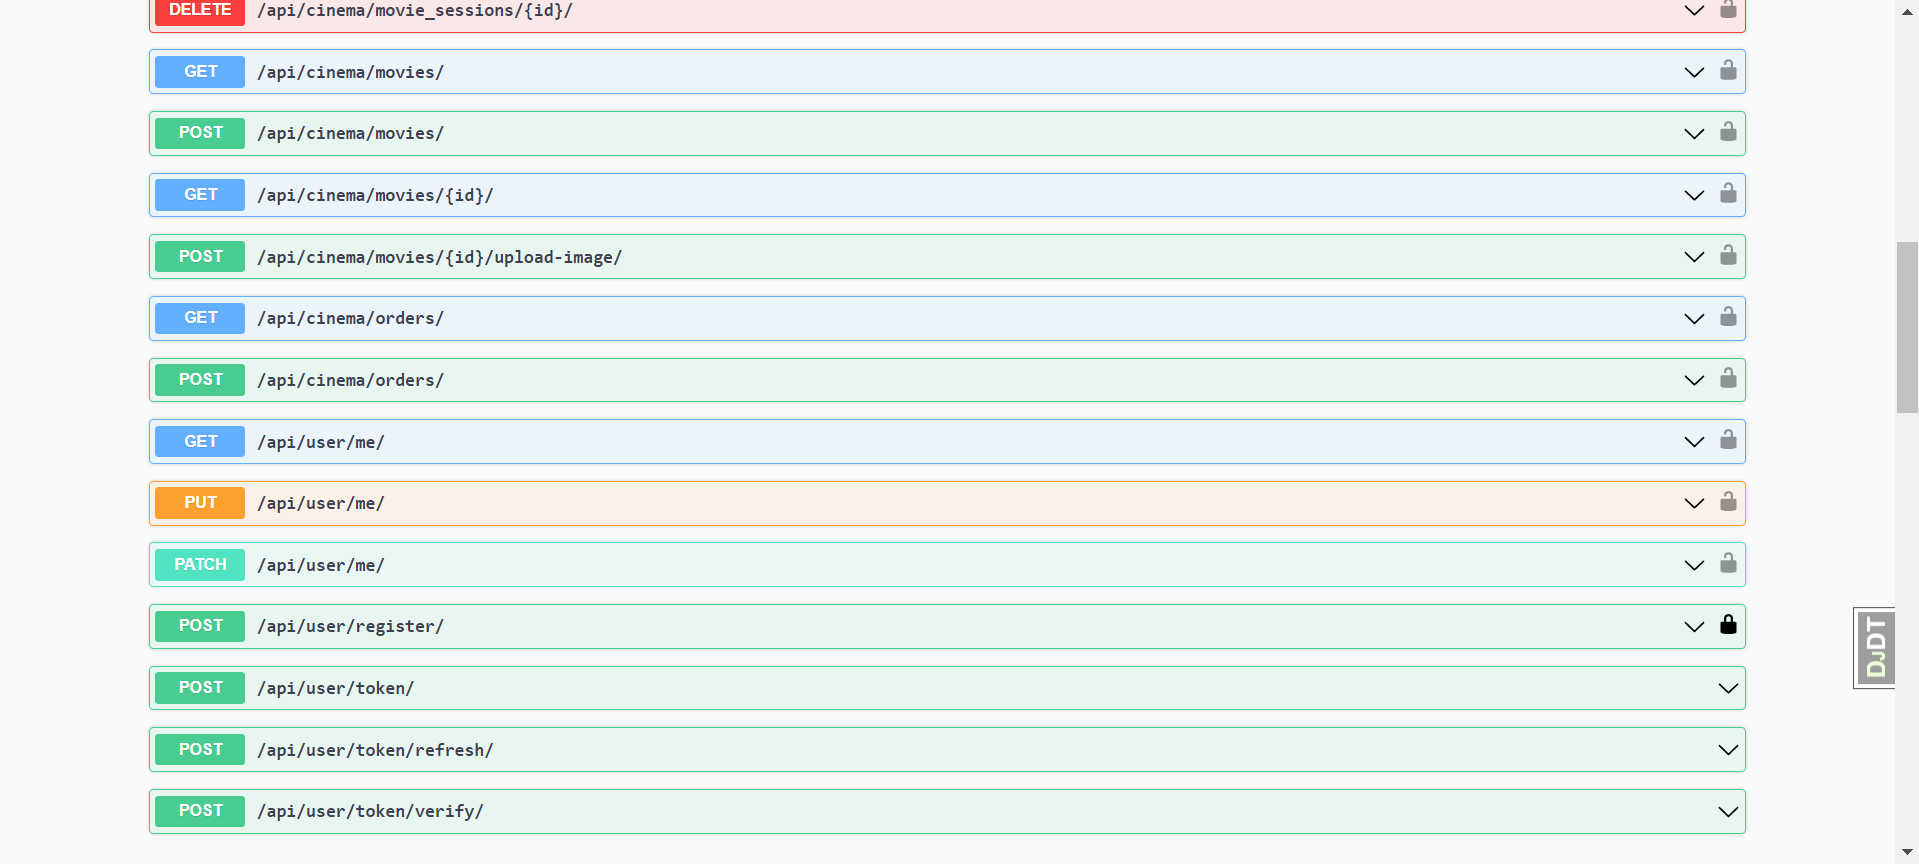 DELETE /api/cinema/movie_sessions/{id}/
GET /api/cinema/movies/
POST /api/cinema/movies/
GET /api/cinema/movies/{id}/
POST /api/cinema/movies/{id}/upload-image/
GET /api/cinema/orders/
POST /api/cinema/orders/
GET /api/user/me/
PUT /api/user/me/
PATCH /api/user/me/
POST /api/user/register/
DJDT
POST /api/user/token/
POST /api/user/token/refresh/
POST /api/user/token/verify/